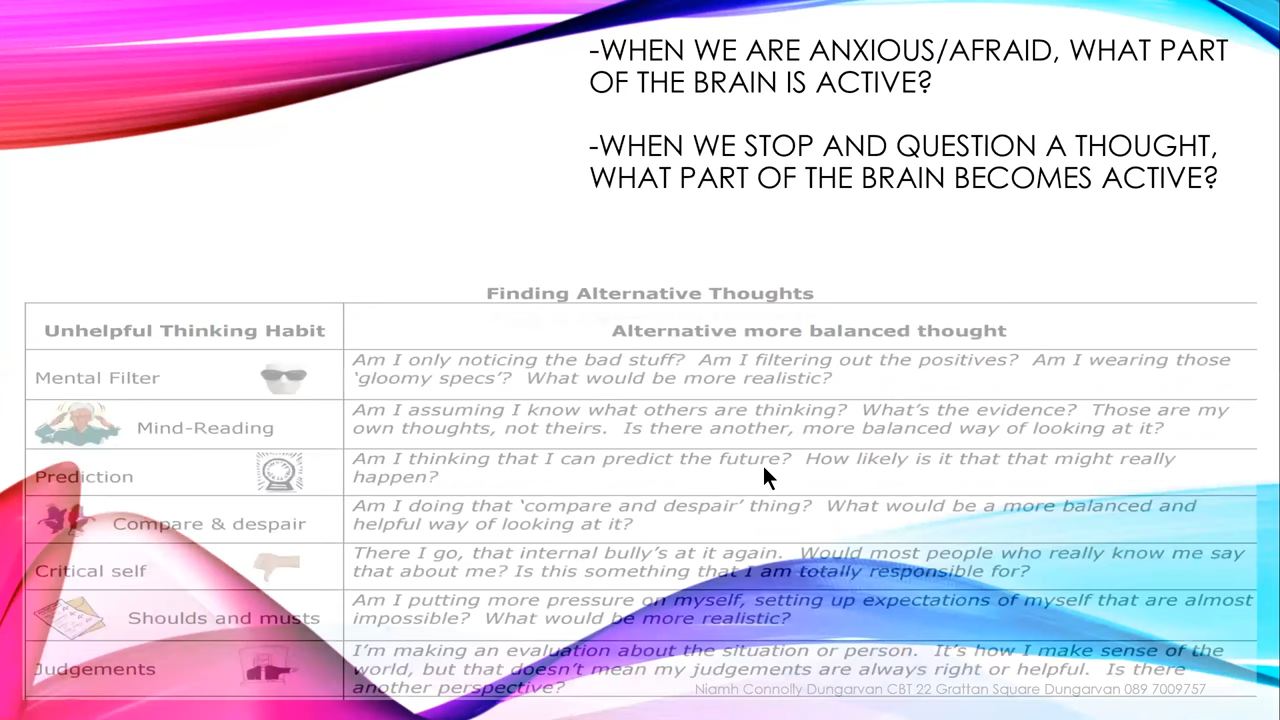 -WHEN WE ARE ANXIOUS/AFRAID, WHAT PART
OF THE BRAIN IS ACTIVE?
-WHEN WE STOP AND QUESTION A THOUGHT,
WHAT PART OF THE BRAIN BECOMES ACTIVE?
Finding Alternative Thoughts
Unhelpful Thinking Habit
Alternative more balanced thought
Mental Filter
Am I only noticing the bad stuff? Am I filtering out the positives? Am I wearing those
‘gloomy specs’? What would be more realistic?
Mind-Reading
Am I assuming I know what others are thinking? What’s the evidence? Those are my
own thoughts, not theirs. Is there another, more balanced way of looking at it?
Prediction
Am I thinking that I can predict the future? How likely is it that that might really
happen?
Compare & despair
Am I doing that ‘compare and despair’ thing? What would be a more balanced and
helpful way of looking at it?
Critical self
There I go, that internal bully’s at it again. Would most people who really know me say
that about me? Is this something that I am totally responsible for?
Shoulds and musts
Am I putting more pressure on myself, setting up expectations of myself that are almost
impossible? What would be more realistic?
Judgements
I’m making an evaluation about the situation or person. It’s how I make sense of the
world, but that doesn’t mean my judgements are always right or helpful. Is there
another perspective?
Niamh Connolly Dungarvan CBT 22 Grattan Square Dungarvan 089 7009757